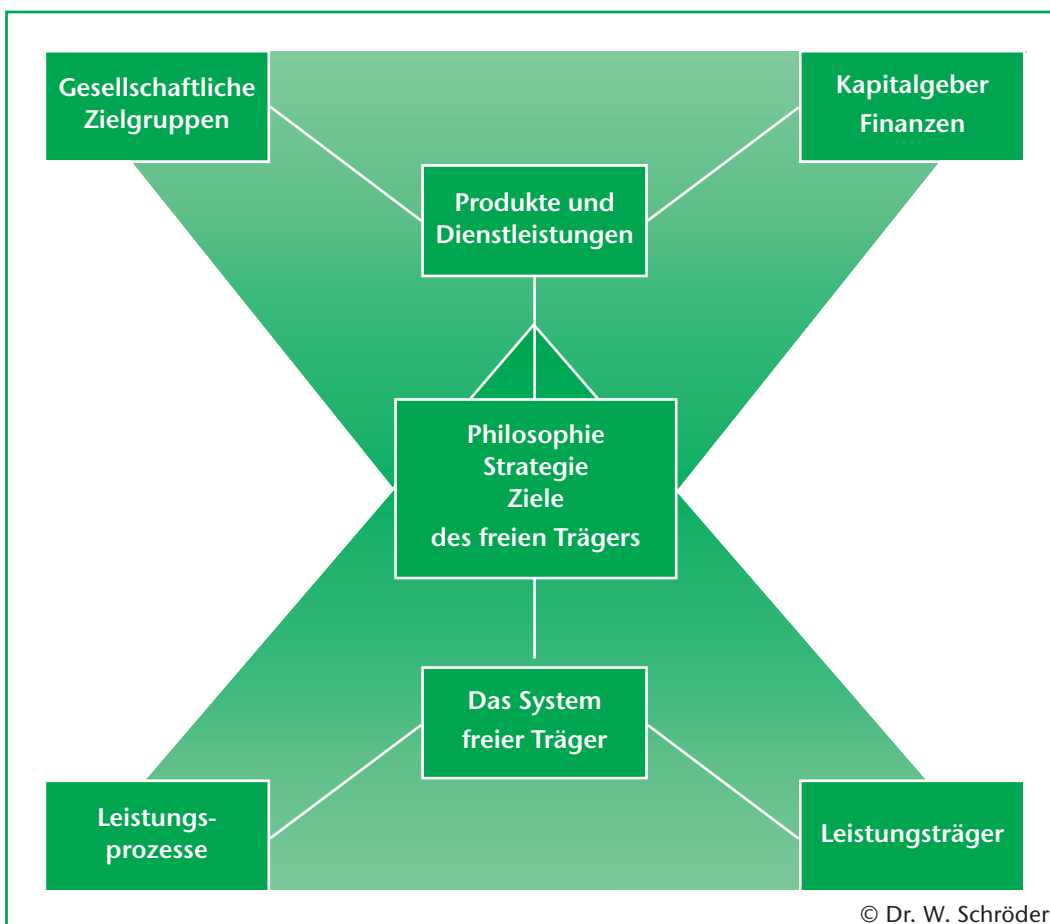 Gesellschaftliche
Zielgruppen
Kapitalgeber
Finanzen
Produkte und
Dienstleistungen
Philosophie
Strategie
Ziele
des freien Trägers
Das System
freier Träger
Leistungs-
prozesse
Leistungsträger
© Dr. W. Schröder